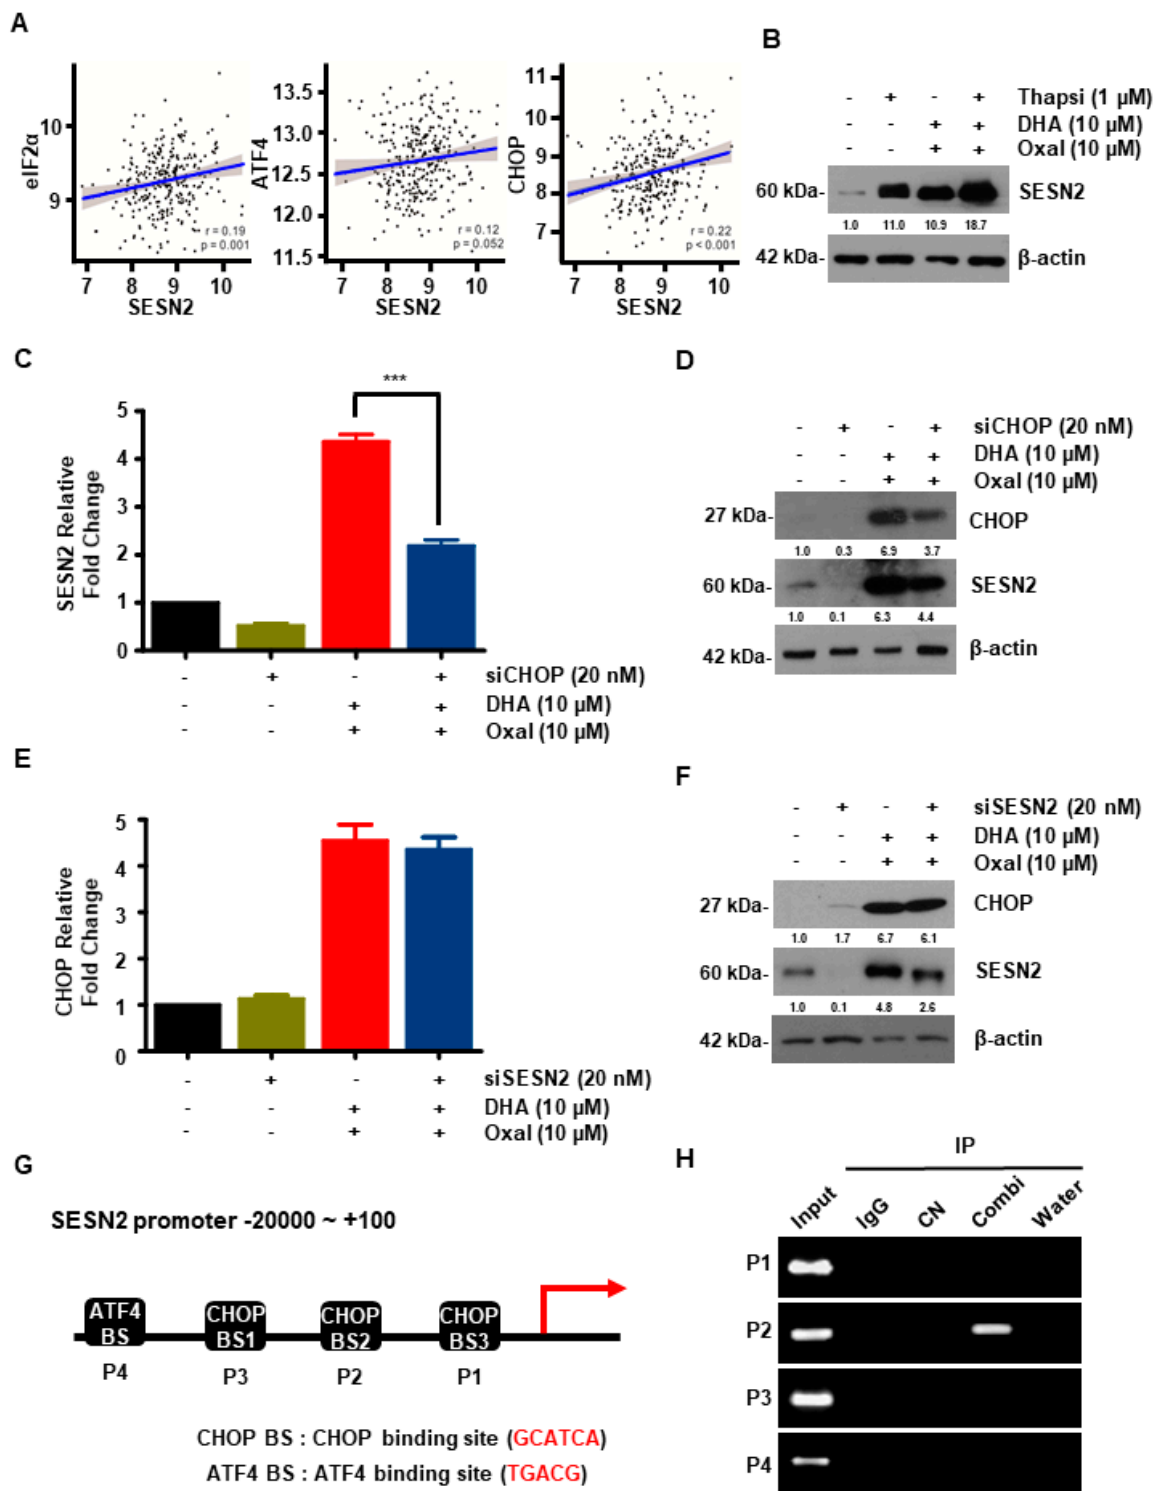 A
eIF2α
10
9
7 8 9 10
SESN2
r = 0.19
p = 0.001
ATF4
13.5
13.0
12.5
12.0
11.5
7 8 9 10
SESN2
r = 0.12
p = 0.052
CHOP
11
10
9
8
7
7 8 9 10
SESN2
r = 0.22
p < 0.001
B
- + - + Thapsi (1 µM)
- - + + DHA (10 µM)
- - + + Oxal (10 µM)
60 kDa- SESN2
1.0 11.0 10.9 18.7
42 kDa- β-actin
C
SESN2 Relative
Fold Change
5
4
3
2
1
0
***
- + - + siCHOP (20 nM)
- - + + DHA (10 µM)
- - + + Oxal (10 µM)
D
- + - + siCHOP (20 nM)
- - + + DHA (10 µM)
- - + + Oxal (10 µM)
27 kDa- CHOP
1.0 0.3 6.9 3.7
60 kDa- SESN2
1.0 0.1 6.3 4.4
42 kDa- β-actin
E
CHOP Relative
Fold Change
5
4
3
2
1
0
- + - + siSESN2 (20 nM)
- - + + DHA (10 µM)
- - + + Oxal (10 µM)
F
- + - + siSESN2 (20 nM)
- - + + DHA (10 µM)
- - + + Oxal (10 µM)
27 kDa- CHOP
1.0 1.7 6.7 6.1
60 kDa- SESN2
1.0 0.1 4.8 2.6
42 kDa- β-actin
G
SESN2 promoter -20000 ~ +100
ATF4 CHOP CHOP CHOP
BS BS1 BS2 BS3
P4 P3 P2 P1
CHOP BS : CHOP binding site (GCATCA)
ATF4 BS : ATF4 binding site (TGACG)
H
IP
Input IgG CN Combi Water
P1
P2
P3
P4